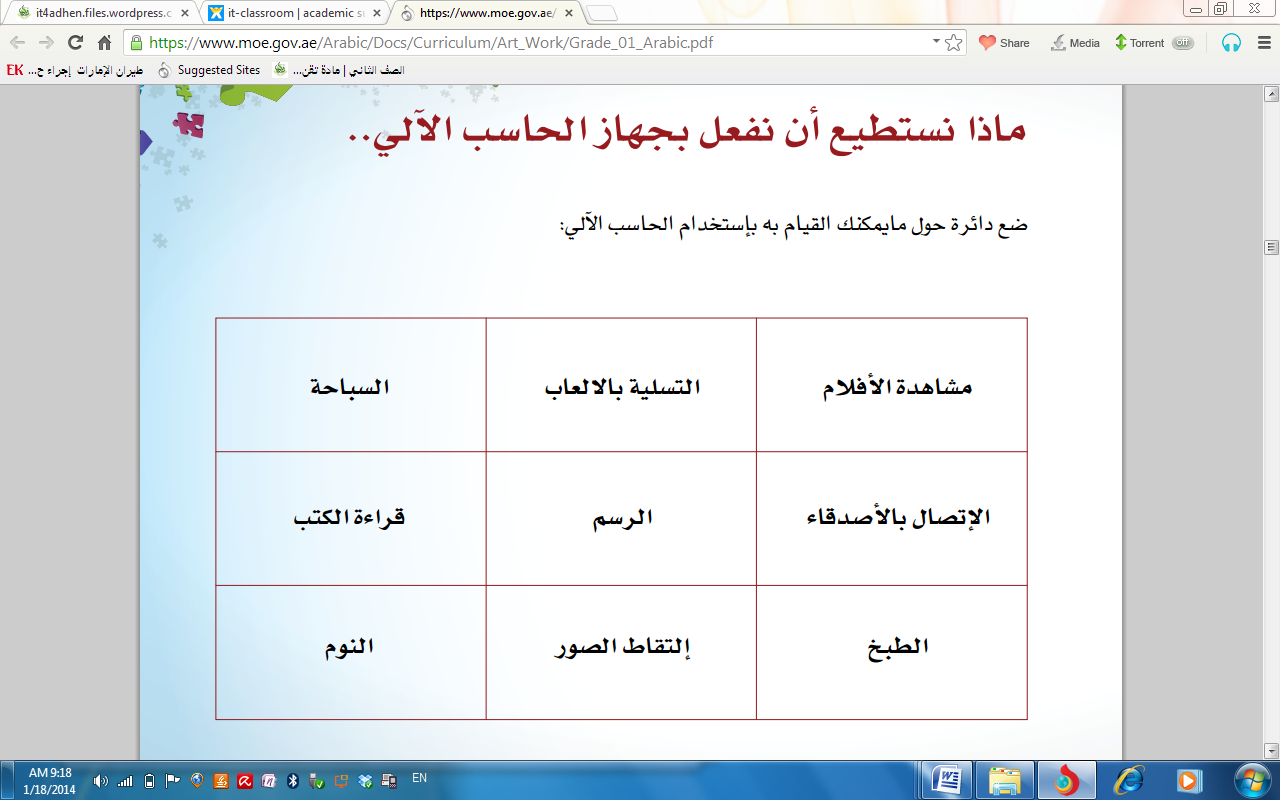 it4adhen.files.wordpress.c
it-classroom | academic s
https://www.moe.gov.ae/
https://www.moe.gov.ae/Arabic/Docs/Curriculum/Art_Work/Grade_01_Arabic.pdf
Share
Media
Torrent
off
EK طيران الإمارات إجراء ح...
Suggested Sites
الصف الثاني | مادة تقن...
ماذا نستطيع أن نفعل بجهاز الحاسب الآلي..
ضع دائرة حول مايمكنك القيام به بإستخدام الحاسب الآلي:
مشاهدة الأفلام التسلية بالالعاب السباحة
الإتصال بالأصدقاء الرسم قراءة الكتب
الطبخ إلتقاط الصور النوم
AM 9:18
1/18/2014
EN